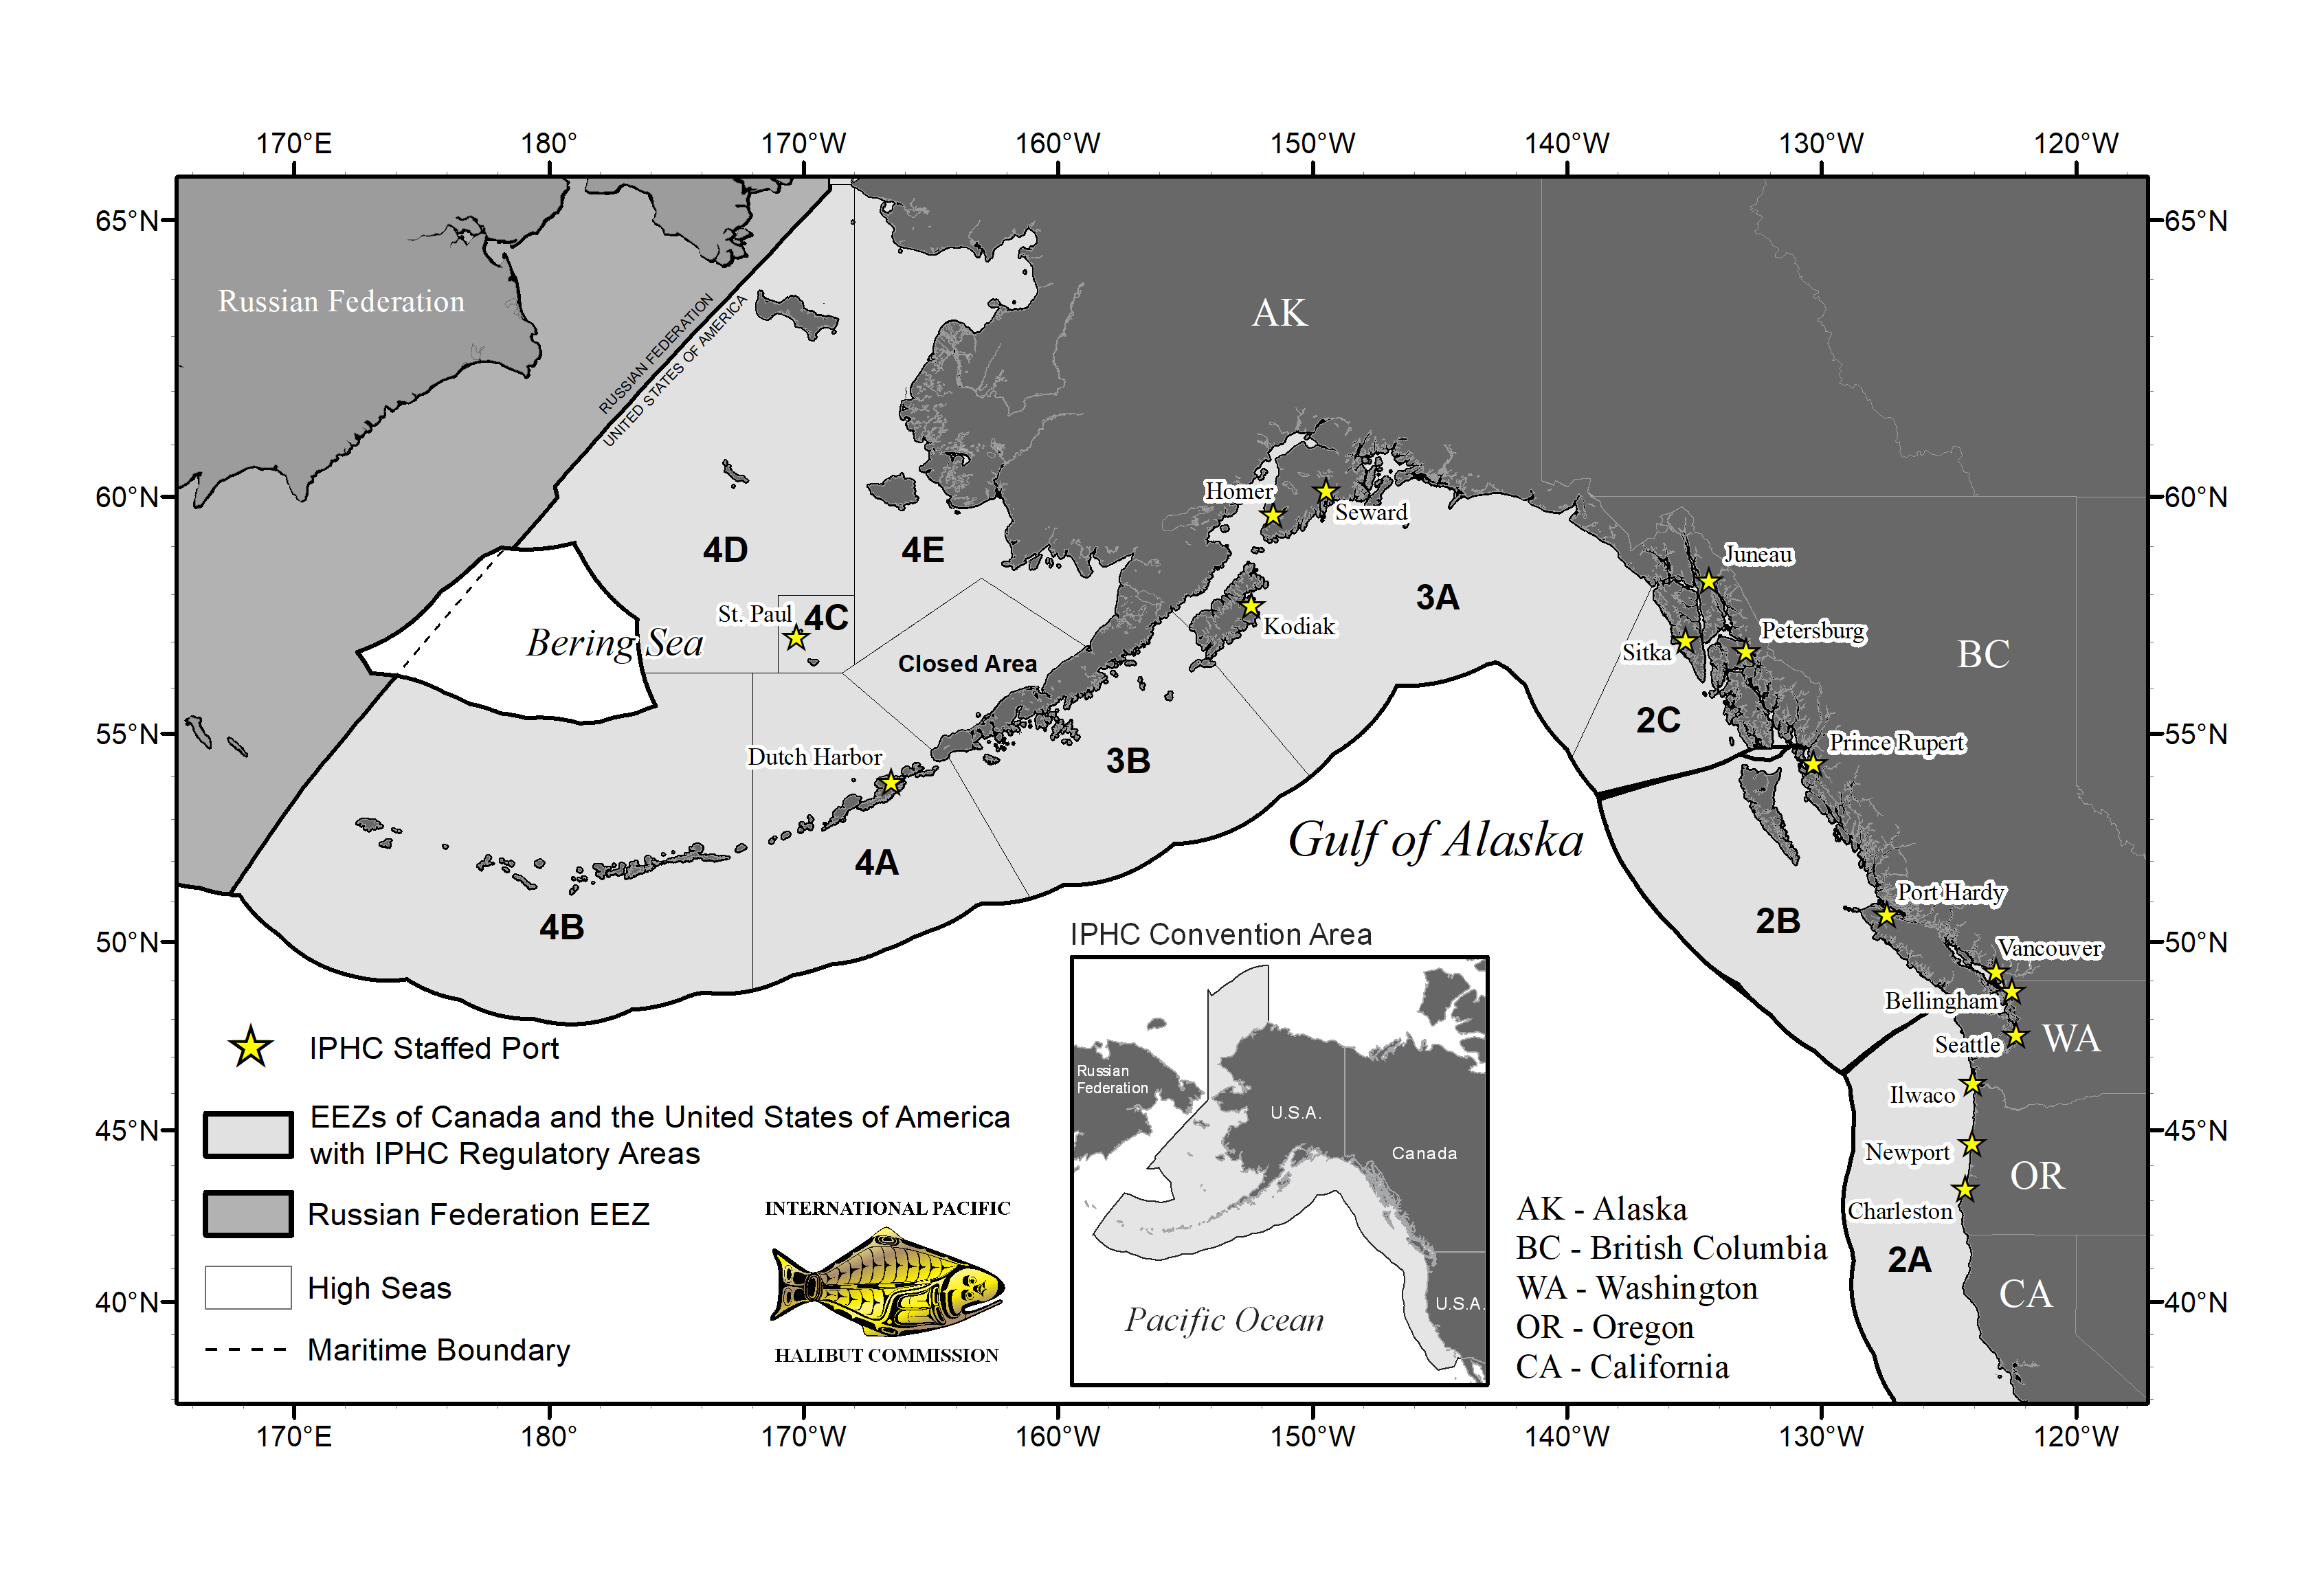 170°E 180° 170°W 160°W 150°W 140°W 130°W 120°W
65°N 65°N
Russian Federation
AK
RUSSIAN FEDERATION
UNITED STATES OF AMERICA
60°N 60°N
Homer
Seward
4D
4E
Juneau
3A
St. Paul
4C
Kodiak
Petersburg
Bering Sea
Sitka
BC
Closed Area
2C
55°N 55°N
Prince Rupert
Dutch Harbor
3B
Gulf of Alaska
4A
Port Hardy
4B
2B
50°N 50°N
Vancouver
Bellingham
WA
Seattle
Ilwaco
45°N 45°N
Newport
OR
Charleston
2A
CA
40°N 40°N
IPHC Staffed Port
EEZs of Canada and the United States of America
with IPHC Regulatory Areas
Russian Federation EEZ
High Seas
Maritime Boundary
INTERNATIONAL PACIFIC
HALIBUT COMMISSION
IPHC Convention Area
Russian
Federation
U.S.A.
Canada
U.S.A.
Pacific Ocean
AK - Alaska
BC - British Columbia
WA - Washington
OR - Oregon
CA - California
170°E 180° 170°W 160°W 150°W 140°W 130°W 120°W